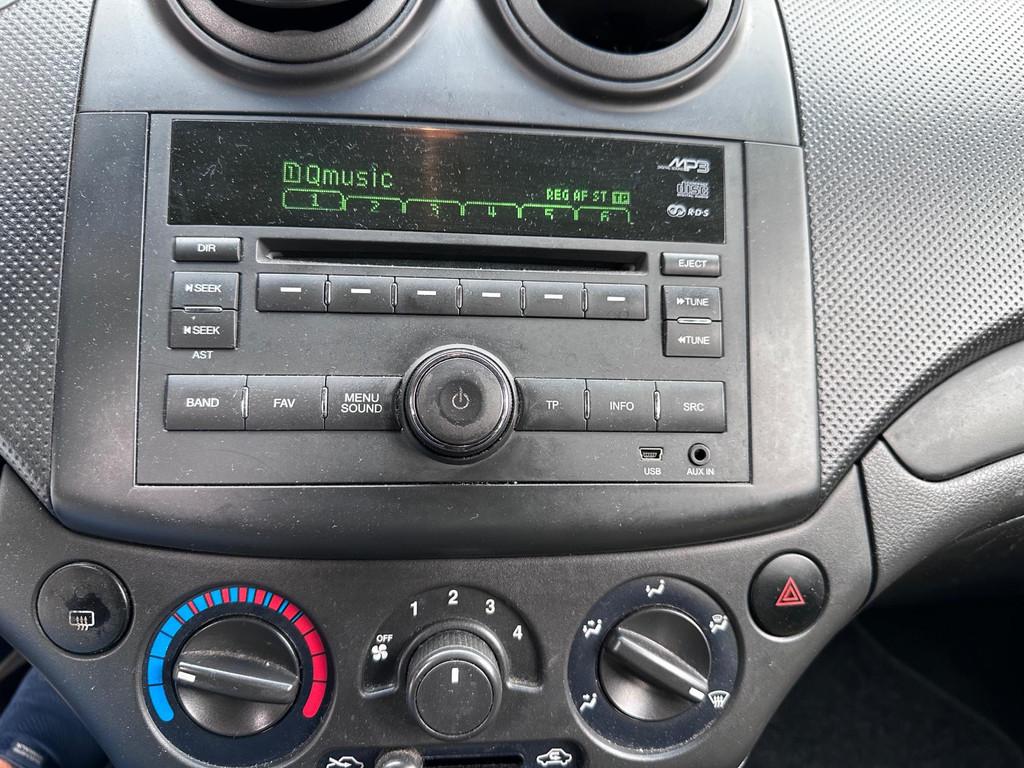 1 Qmusic
MP3
REG AF ST TP
disc
1 2 3 4 5 6
R·D·S
DIR
EJECT
SEEK
TUNE
SEEK
TUNE
AST
BAND FAV MENU SOUND TP INFO SRC
USB AUX IN
OFF 1 2 3 4